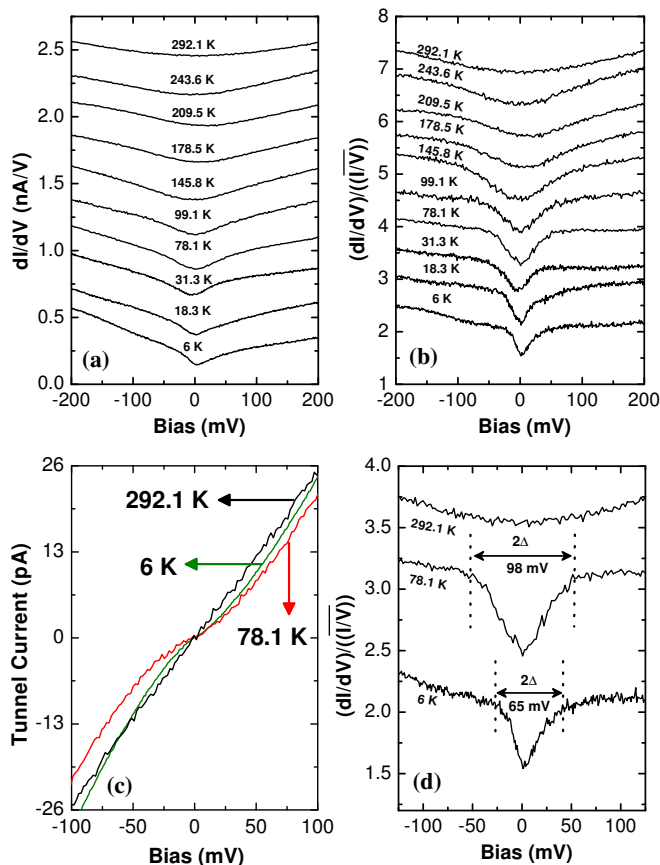 2.5
2.0
1.5
1.0
0.5
0.0
dI/dV (nA/V)
292.1 K
243.6 K
209.5 K
178.5 K
145.8 K
99.1 K
78.1 K
31.3 K
18.3 K
6 K
(a)
-200 -100 0 100 200
Bias (mV)
8
7
6
5
4
3
2
1
(dI/dV)/((I/V))
292.1 K
243.6 K
209.5 K
178.5 K
145.8 K
99.1 K
78.1 K
31.3 K
18.3 K
6 K
(b)
-200 -100 0 100 200
Bias (mV)
26
13
0
-13
-26
Tunnel Current (pA)
292.1 K
6 K
78.1 K
(c)
-100 -50 0 50 100
Bias (mV)
4.0
3.5
3.0
2.5
2.0
1.5
(dI/dV)/((I/V))
292.1 K
2Δ
98 mV
78.1 K
2Δ
65 mV
6 K
(d)
-100 -50 0 50 100
Bias (mV)